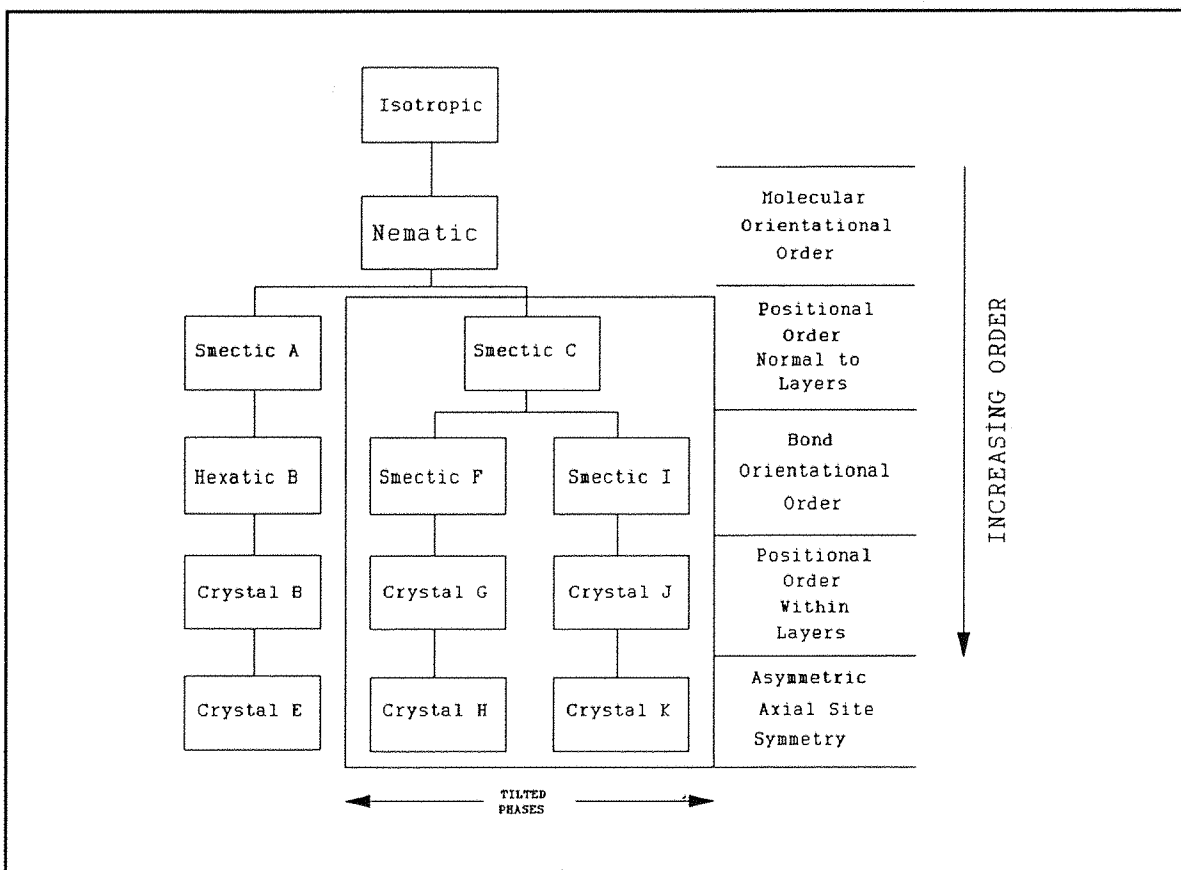 Isotropic
Nematic
Molecular
Orientational
Order
Smectic A
Smectic C
Positional
Order
Normal to
Layers
Hexatic B
Smectic F
Smectic I
Bond
Orientational
Order
Crystal B
Crystal G
Crystal J
Positional
Order
Within
Layers
Crystal E
Crystal H
Crystal K
Asymmetric
Axial Site
Symmetry
INCREASING ORDER
TILTED
PHASES